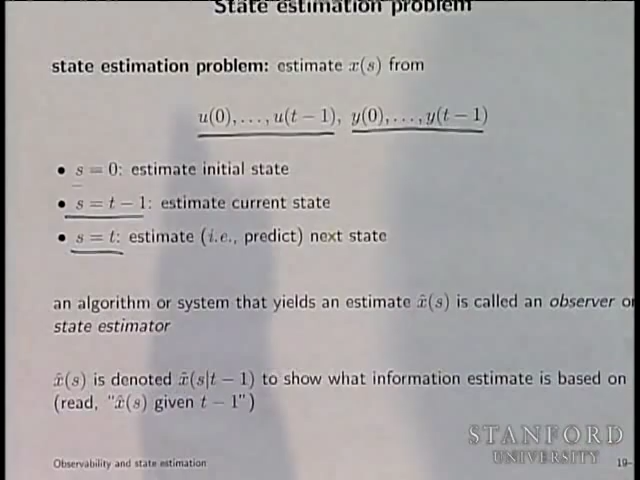 State estimation problem
state estimation problem: estimate x(s) from
u(0), . . . , u(t − 1), y(0), . . . , y(t − 1)
• s = 0: estimate initial state
• s = t − 1: estimate current state
• s = t: estimate (i.e., predict) next state
an algorithm or system that yields an estimate x̂(s) is called an observer or
state estimator
x̂(s) is denoted x̂(s|t − 1) to show what information estimate is based on
(read, "x̂(s) given t − 1")
STANFORD
UNIVERSITY
Observability and state estimation
19-